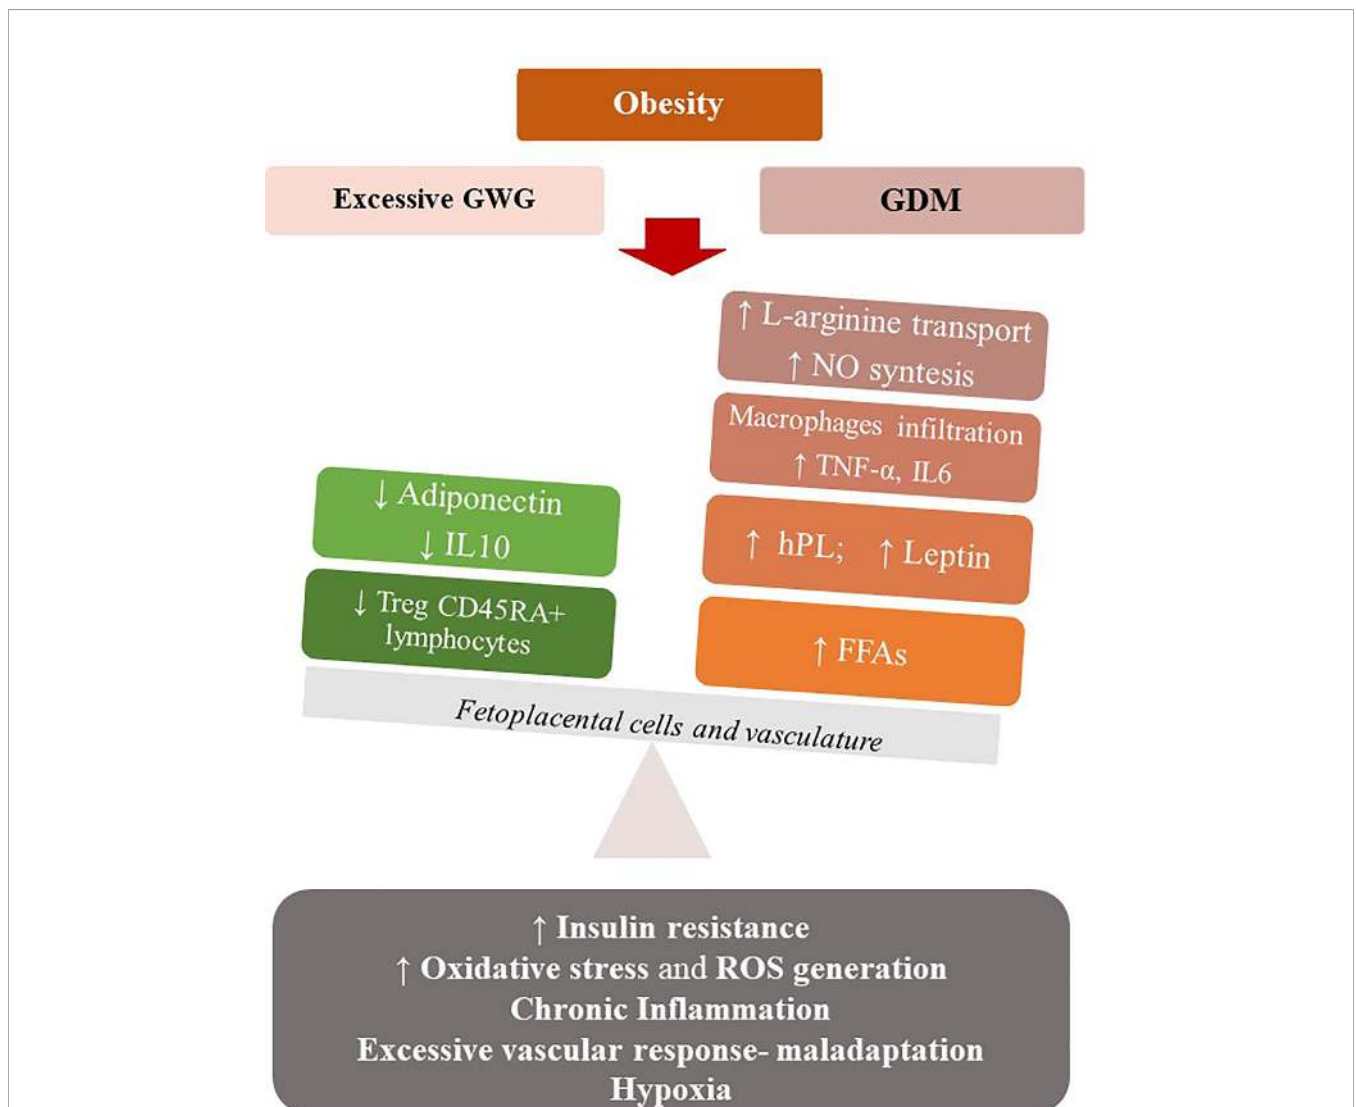 Obesity
Excessive GWG
GDM
↑ L-arginine transport
↑ NO syntesis
Macrophages infiltration
↑ TNF-α, IL6
↓ Adiponectin
↓ IL10
↑ hPL; ↑ Leptin
↓ Treg CD45RA+
lymphocytes
↑ FFAs
Fetoplacental cells and vasculature
↑ Insulin resistance
↑ Oxidative stress and ROS generation
Chronic Inflammation
Excessive vascular response- maladaptation
Hypoxia